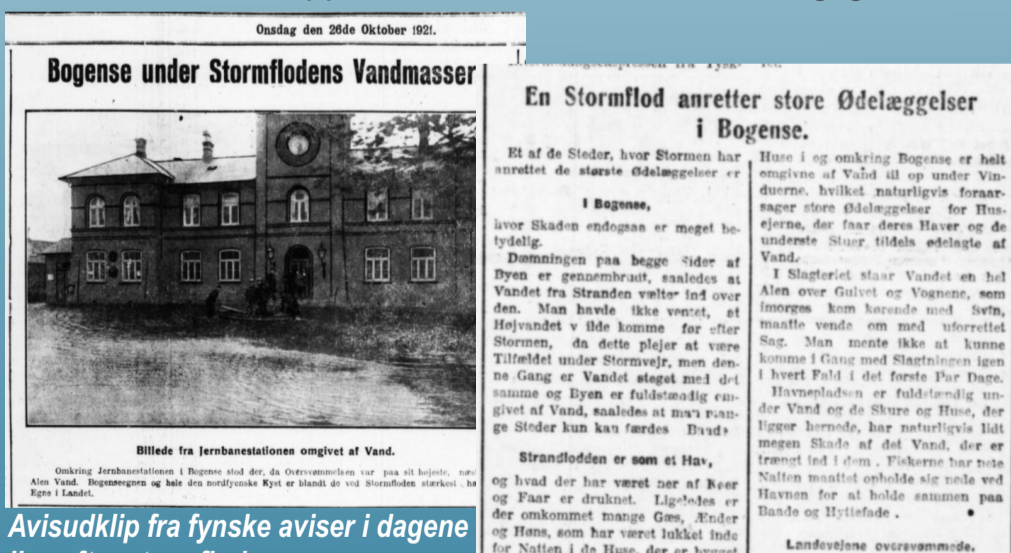 Onsdag den 26de Oktober 1921.
Bogense under Stormflodens Vandmasser
Billede fra Jernbanestationen omgivet af Vand.
Omkring Jernbanestationen i Bogense stod der, da Oversvømmelsen var paa sit højeste, næs
Alen Vand. Bogenseegnen og hele den nordfynske Kyst er blandt de ved Stormfloden stærkest
Egne i Landet.
Avisudklip fra fynske aviser i dagene
En Stormflod anretter store Ødelæggelser
i Bogense.
Et af de Steder, hvor Stormen har
anrettet de største Ødelæggelser er
I Bogense,
hvor Skaden endogsaa er meget be-
tydelig.
Dæmningen paa begge Sider af
Byen er gennembrudt, saaledes at
Vandet fra Stranden vælter ind over
den. Man havde ikke ventet, at
Højvandet v ilde komme før efter
Stormen, da dette plejer at være
Tilfældet under Stormvejr, men den-
ne Gang er Vandet steget med det
samme og Byen er fuldstændig om-
givet af Vand, saaledes at man man-
ge Steder kun kan færdes Baad
Strandlodden er som et Hav,
og hvad der har været ner af Køer
og Faar er druknet. Ligeledes er
der omkommet mange Gæs, Ænder
og Høns, som har været lukket inde
for Natten i de Huse, der er bygget
Huse i og omkring Bogense er helt
omgivne af Vand til op under Vin-
duerne, hvilket naturligvis foraar-
sager store Ødelæggelser for Hus-
ejerne, der faar deres Haver og de
underste Stuer tildels ødelagte af
Vand.
I Slagteriet staar Vandet en hel
Alen over Gulvet og Vognene, som
imorges kom kørende med Svin,
maatte vende om med uforrettet
Sag. Man mente ikke at kunne
komme i Gang med Slagtningen igen
i hvert Fald i det første Par Dage.
Havnepladsen er fuldstændig un-
der Vand og de Skure og Huse, der
ligger hernede, har naturligvis lidt
megen Skade af det Vand, der er
trængt ind i dem . Fiskerne har hele
Natten maattet opholde sig nede ved
Havnen for at holde sammen paa
Baade og Hyttefade .
Landevejene oversvømmede.